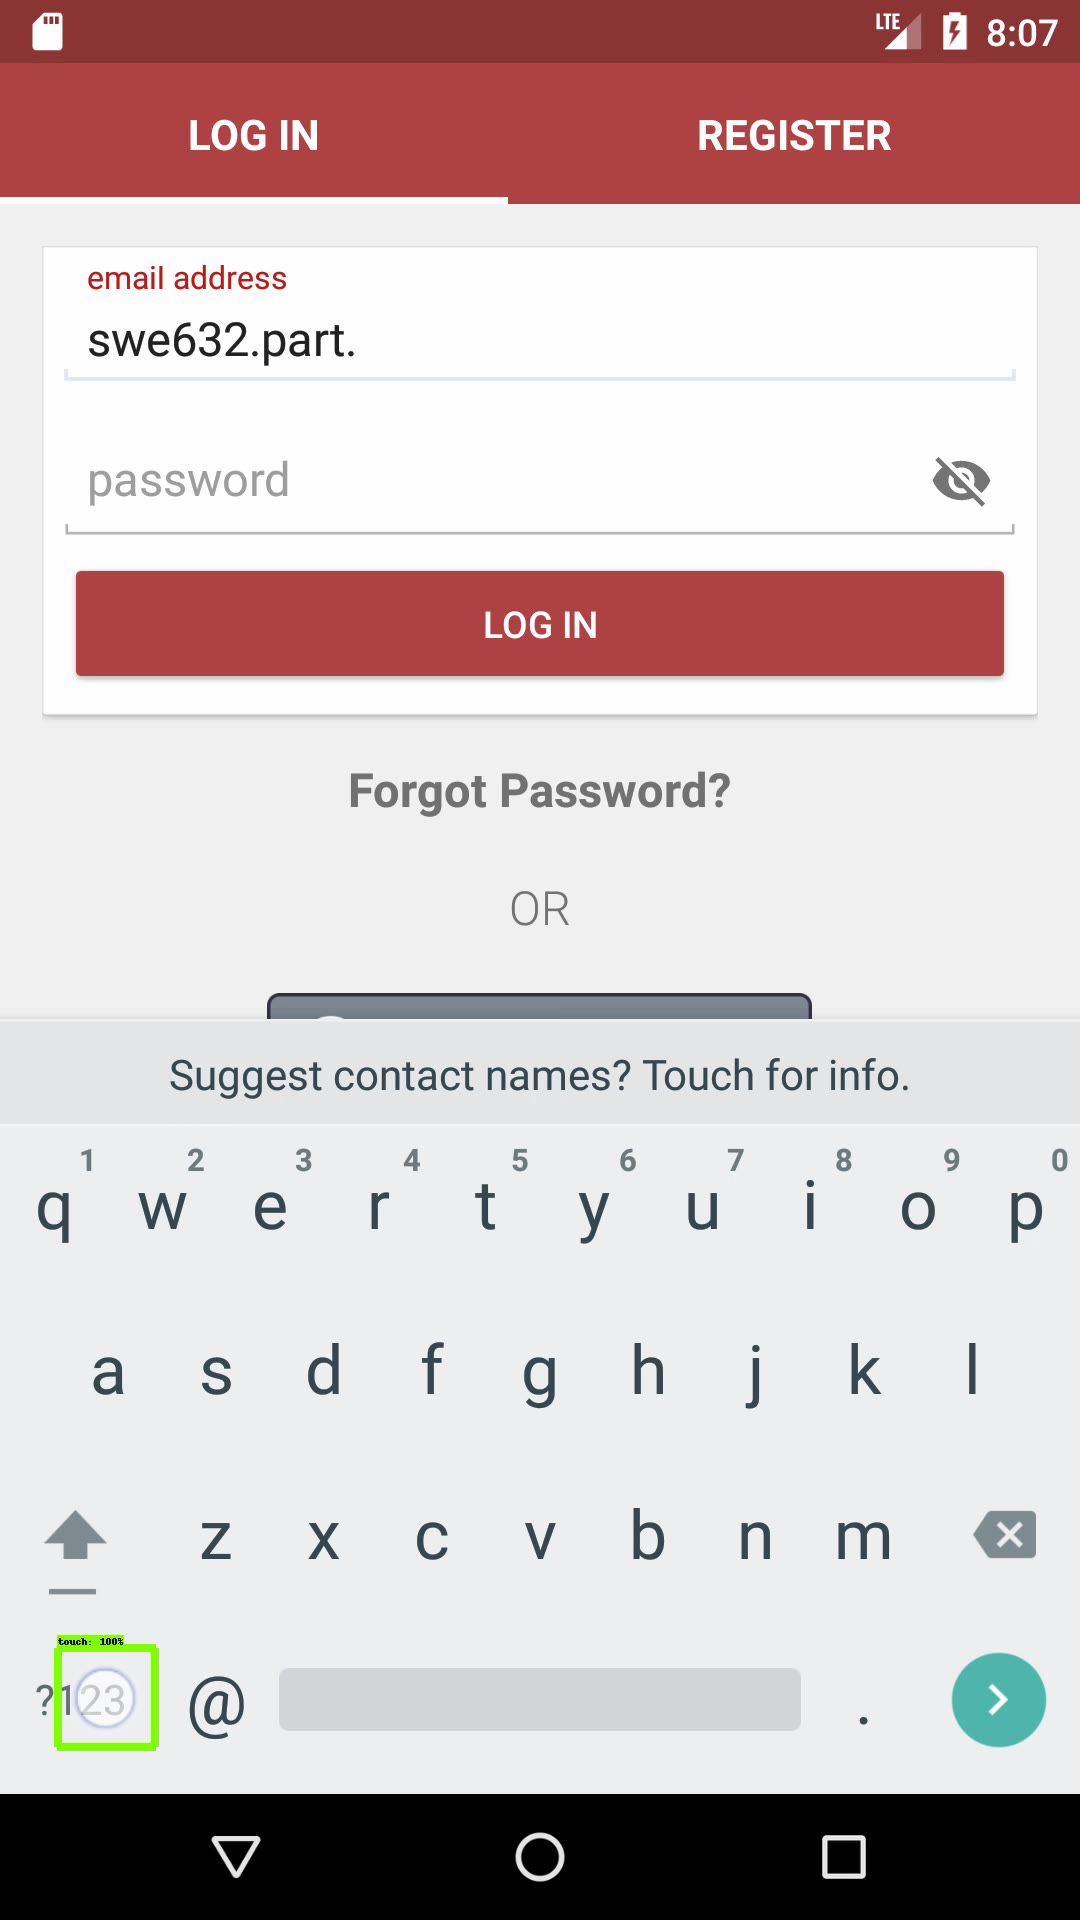 LTE 8:07
LOG IN REGISTER
email address
swe632.part.
password
LOG IN
Forgot Password?
OR
Suggest contact names? Touch for info.
1 2 3 4 5 6 7 8 9 0
q w e r t y u i o p
a s d f g h j k l
z x c v b n m
touch: 100%
?123 @ .